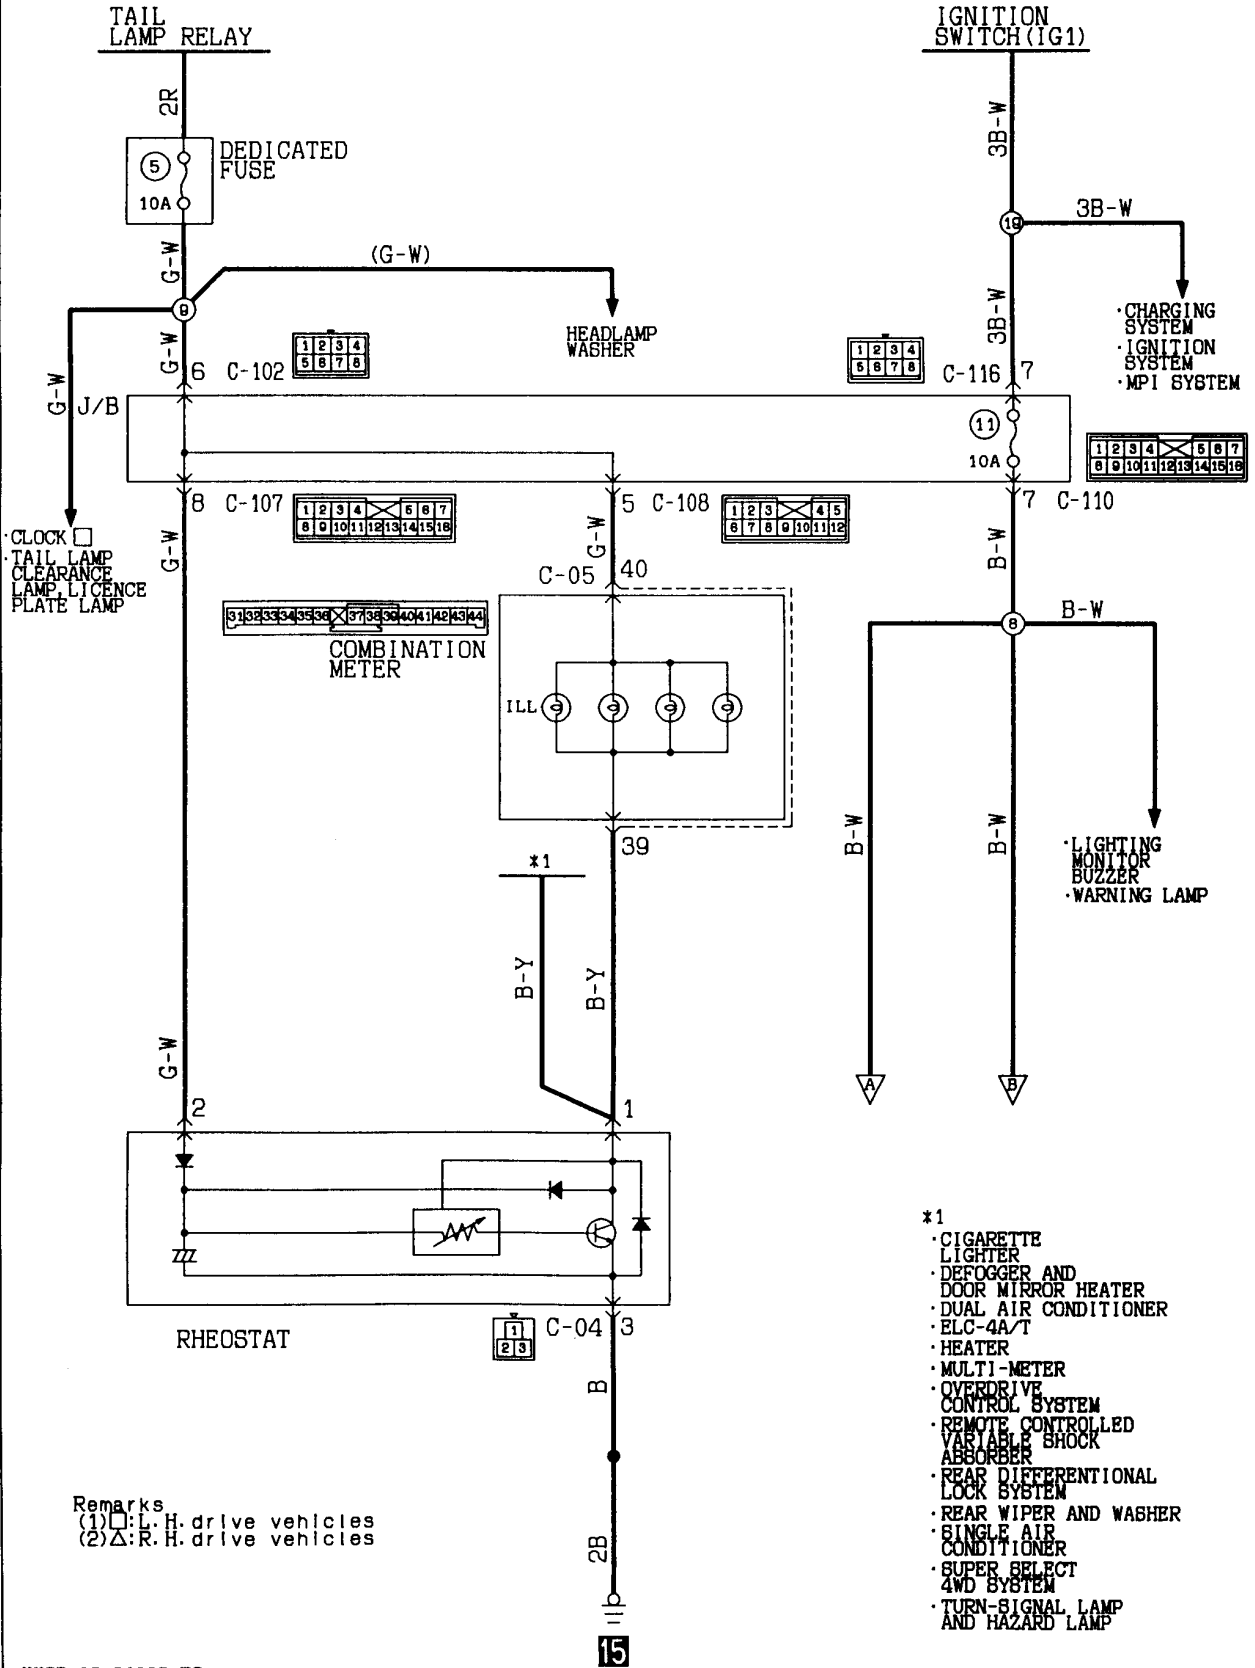 TAIL
LAMP RELAY
IGNITION
SWITCH(IG1)
2R
3B-W
DEDICATED
FUSE
5
10A
19
3B-W
G-W
(G-W)
9
HEADLAMP
WASHER
3B-W
·CHARGING
SYSTEM
·IGNITION
SYSTEM
·MPI SYSTEM
G-W
G-W
6
C-102
1 2 3 4
5 6 7 8
1 2 3 4
5 6 7 8
C-116
7
J/B
11
10A
1 2 3 4 5 6 7
8 9 10 11 12 13 14 15 16
8
C-107
1 2 3 4 5 6 7
8 9 10 11 12 13 14 15 16
5
C-108
1 2 3 4 5
6 7 8 9 10 11 12
7
C-110
·CLOCK □
·TAIL LAMP
CLEARANCE
LAMP, LICENCE
PLATE LAMP
G-W
G-W
B-W
C-05
40
31 32 33 34 35 36 37 38 39 40 41 42 43 44
COMBINATION
METER
8
B-W
ILL
B-W
B-W
39
·LIGHTING
MONITOR
BUZZER
·WARNING LAMP
*1
B-Y
B-Y
G-W
A
B
2
1
RHEOSTAT
1
2 3
C-04
3
B
2B
15
*1
·CIGARETTE
LIGHTER
·DEFOGGER AND
DOOR MIRROR HEATER
·DUAL AIR CONDITIONER
·ELC-4A/T
·HEATER
·MULTI-METER
·OVERDRIVE
CONTROL SYSTEM
·REMOTE CONTROLLED
VARIABLE SHOCK
ABSORBER
·REAR DIFFERENTIONAL
LOCK SYSTEM
·REAR WIPER AND WASHER
·SINGLE AIR
CONDITIONER
·SUPER SELECT
4WD SYSTEM
·TURN-SIGNAL LAMP
AND HAZARD LAMP
Remarks
(1)□:L.H.drive vehicles
(2)△:R.H.drive vehicles